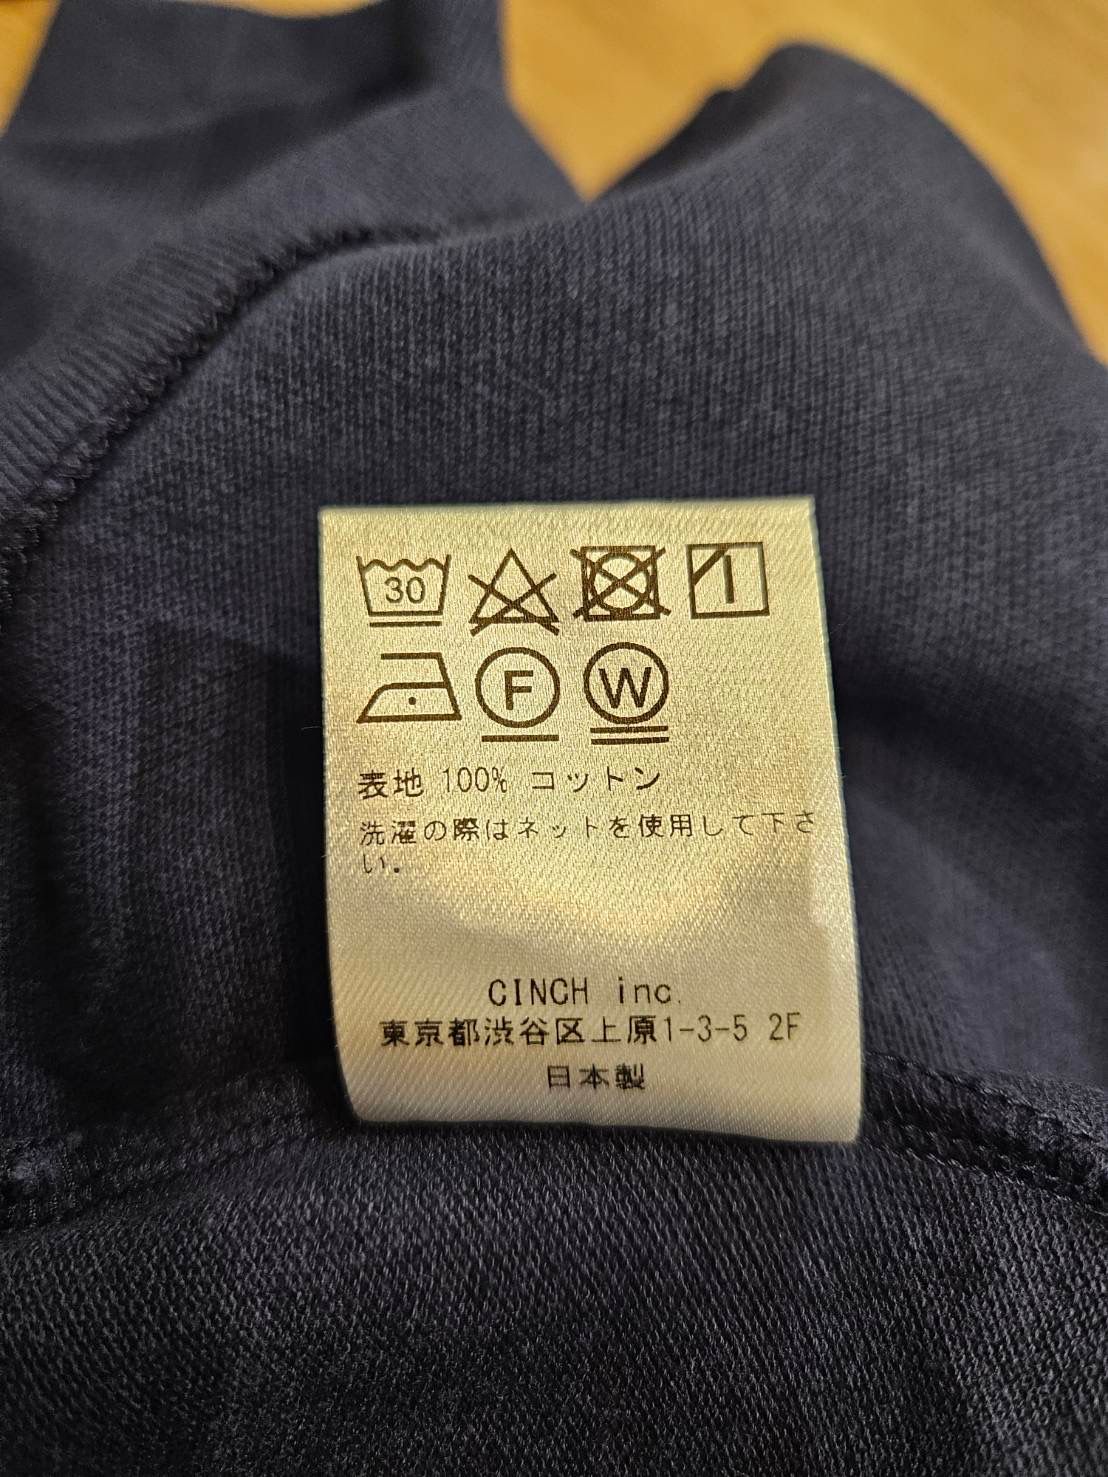 30
F W
表地 100% コットン
洗濯の際はネットを使用して下さ
い。
CINCH inc.
東京都渋谷区上原1-3-5 2F
日本製